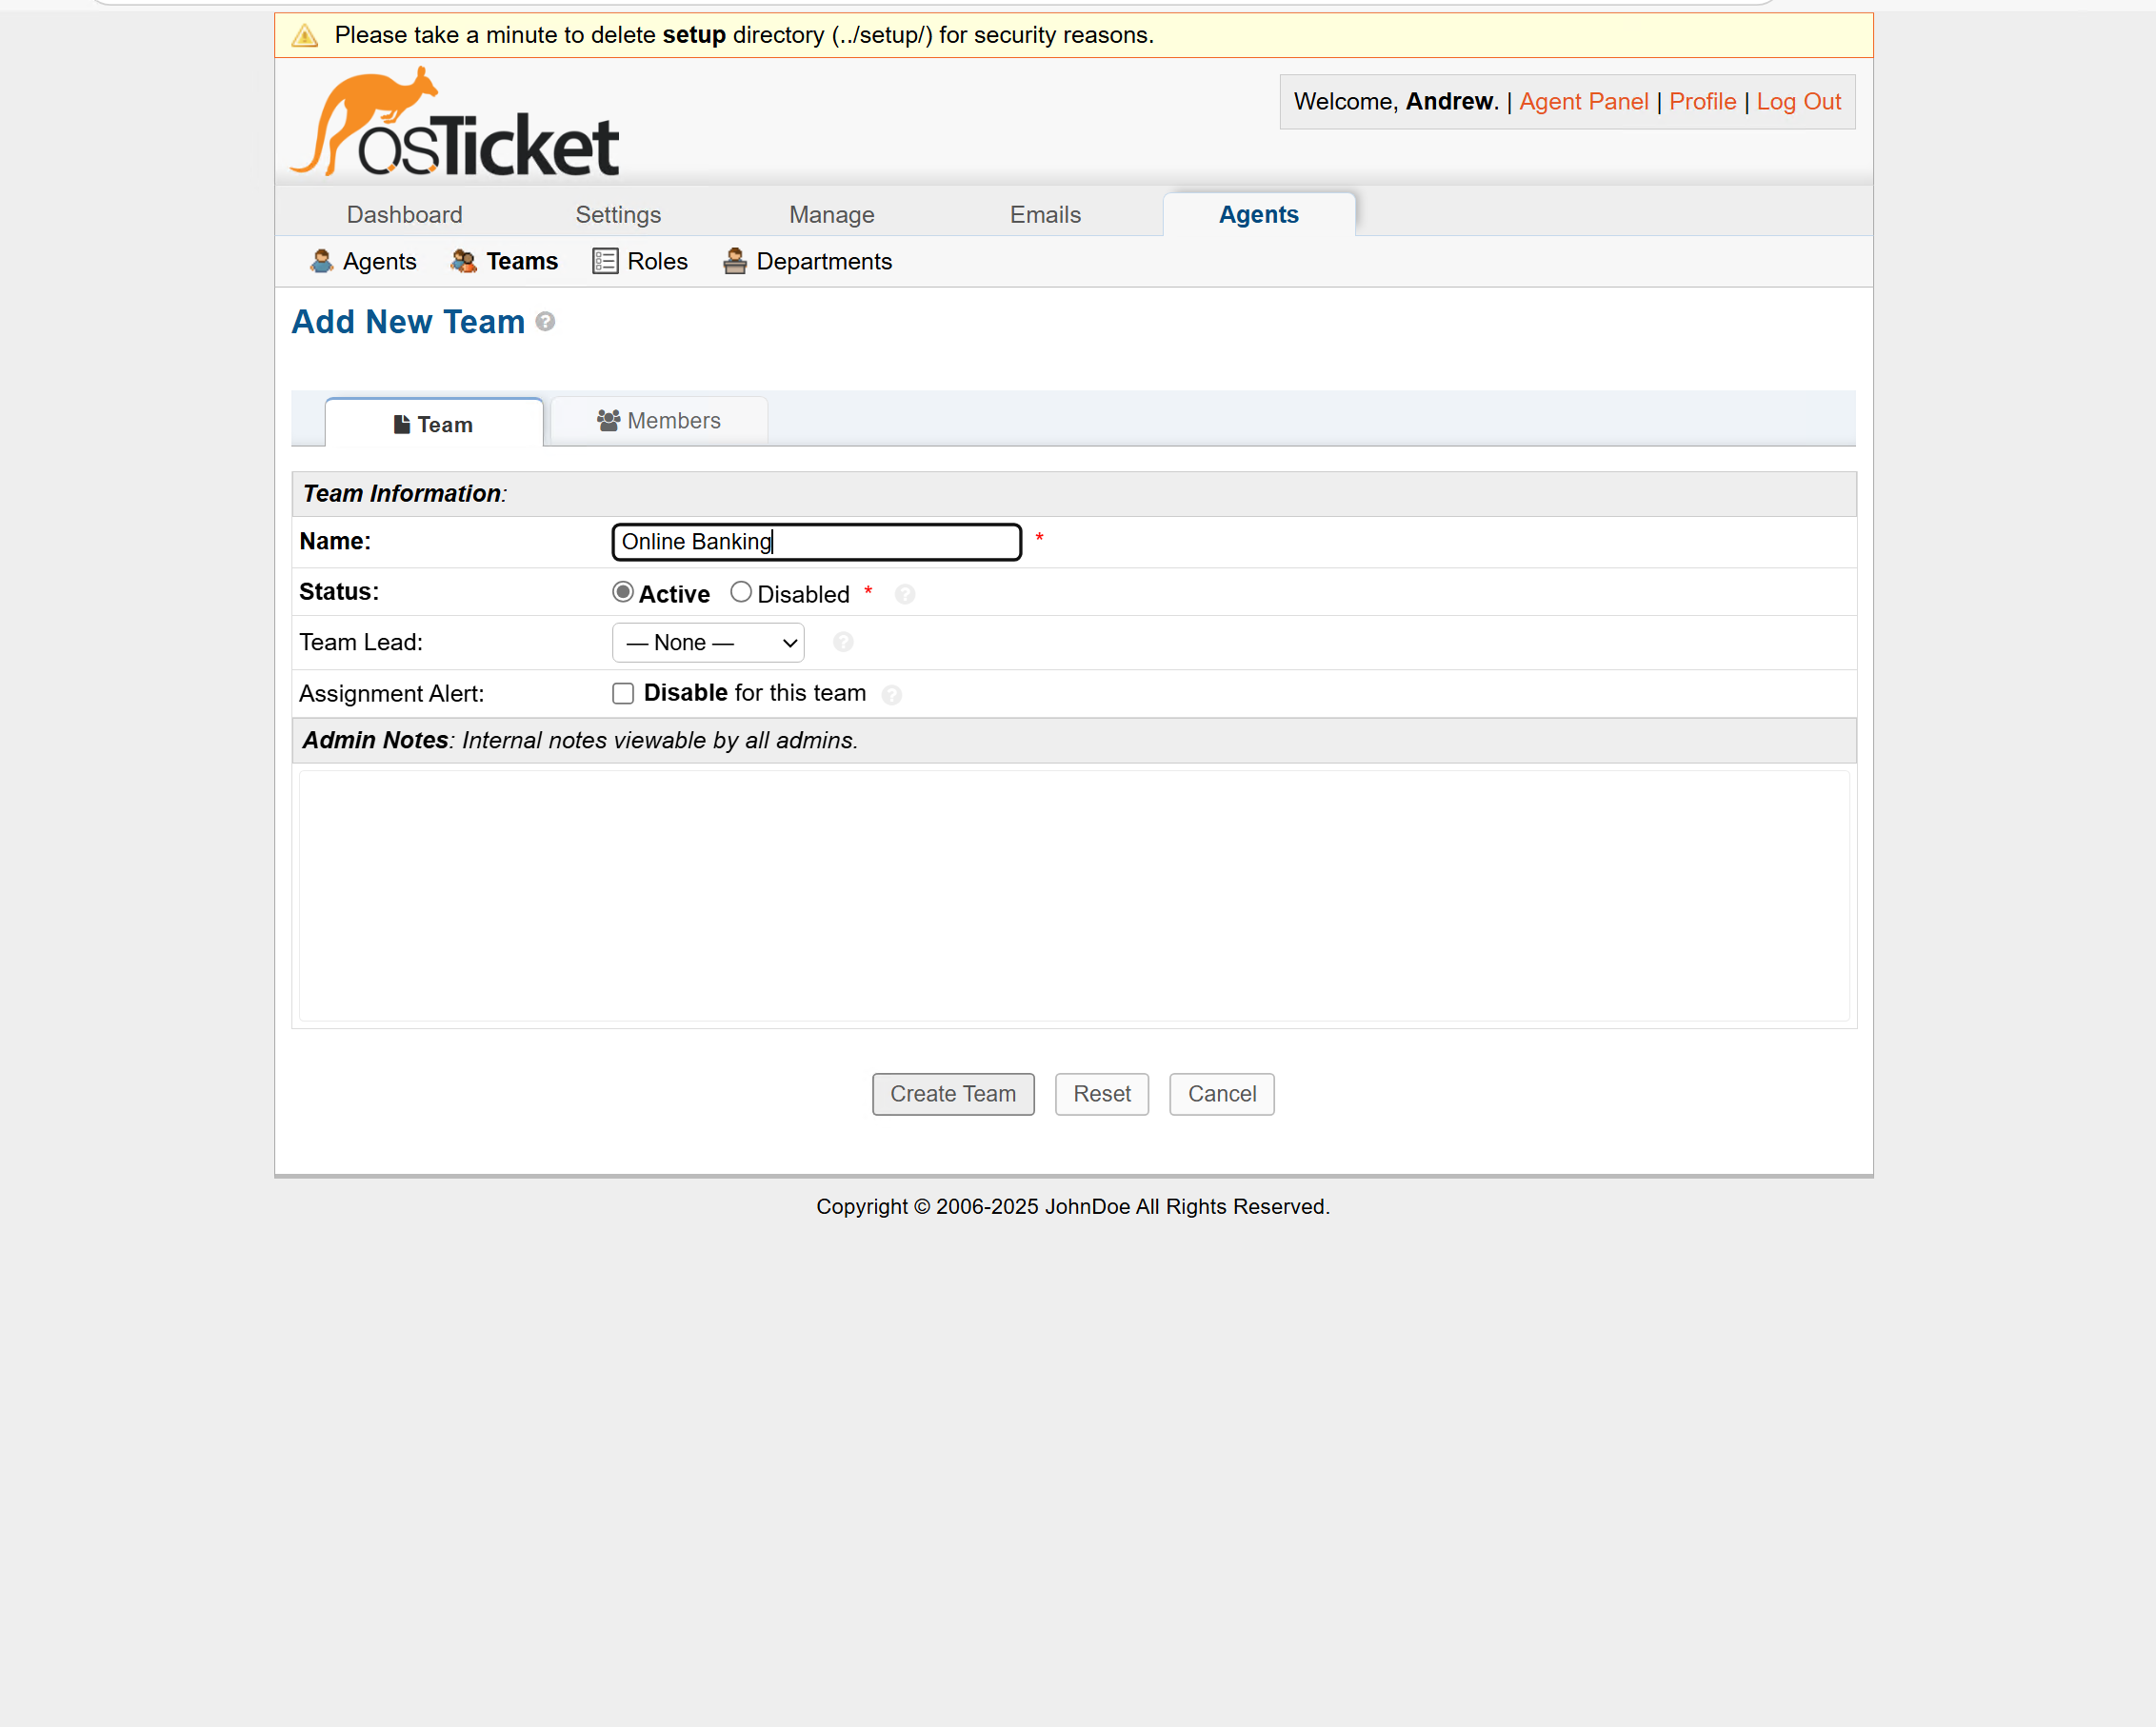 Please take a minute to delete setup directory (../setup/) for security reasons.
osTicket
Welcome, Andrew. | Agent Panel | Profile | Log Out
Dashboard Settings Manage Emails Agents
Agents Teams Roles Departments
Add New Team ?
Team Members
Team Information:
Name: Online Banking *
Status: Active Disabled * ?
Team Lead: — None — ?
Assignment Alert: Disable for this team ?
Admin Notes: Internal notes viewable by all admins.
Create Team Reset Cancel
Copyright © 2006-2025 JohnDoe All Rights Reserved.